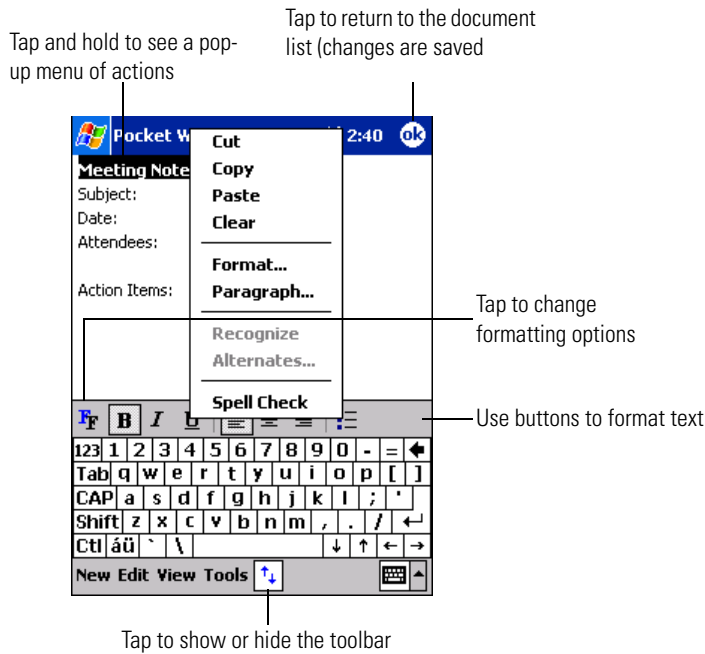 Tap to return to the document
list (changes are saved
Tap and hold to see a pop-
up menu of actions
Pocket W 2:40 ok
Meeting Note
Subject:
Date:
Attendees:
Action Items:
Cut
Copy
Paste
Clear
Format...
Paragraph...
Recognize
Alternates...
Spell Check
Tap to change
formatting options
Use buttons to format text
FF B I U
123 1 2 3 4 5 6 7 8 9 0 - =
Tab q w e r t y u i o p [ ]
CAP a s d f g h j k l ; '
Shift z x c v b n m , . /
Ctl áü ` \ ↓ ↑ ← →
New Edit View Tools
Tap to show or hide the toolbar